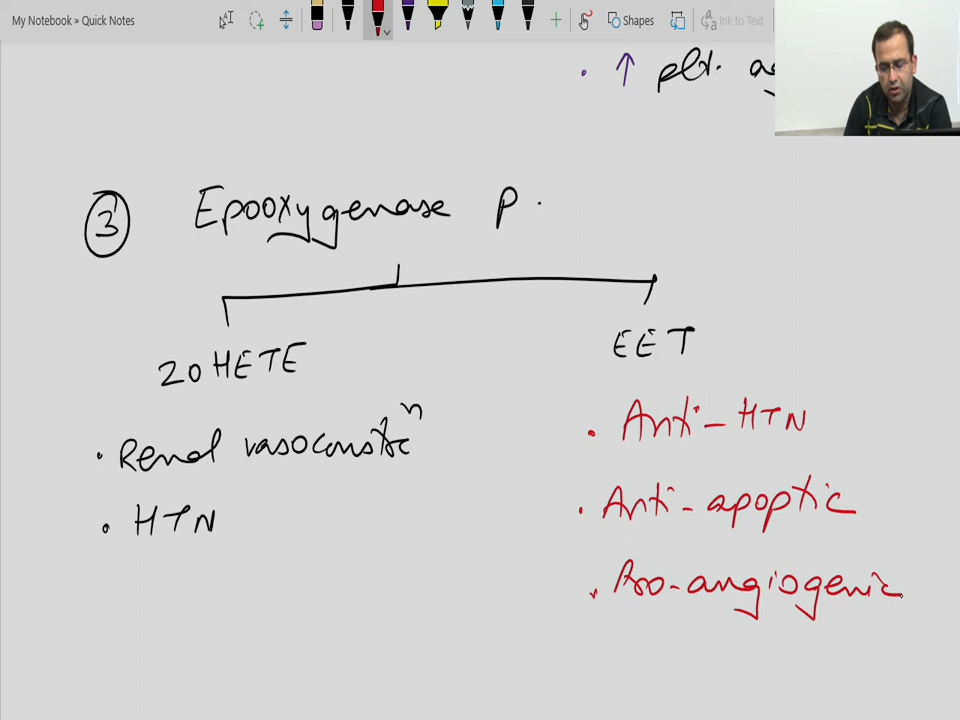 My Notebook » Quick Notes
Shapes
Ink to Text
• ↑ plt.
③ Epooxygenase P.
20 HETE
EET
• Renal vasoconstrcⁿ
• HTN
• Anti-HTN
• Anti-apoptic
• Pro-angiogenic